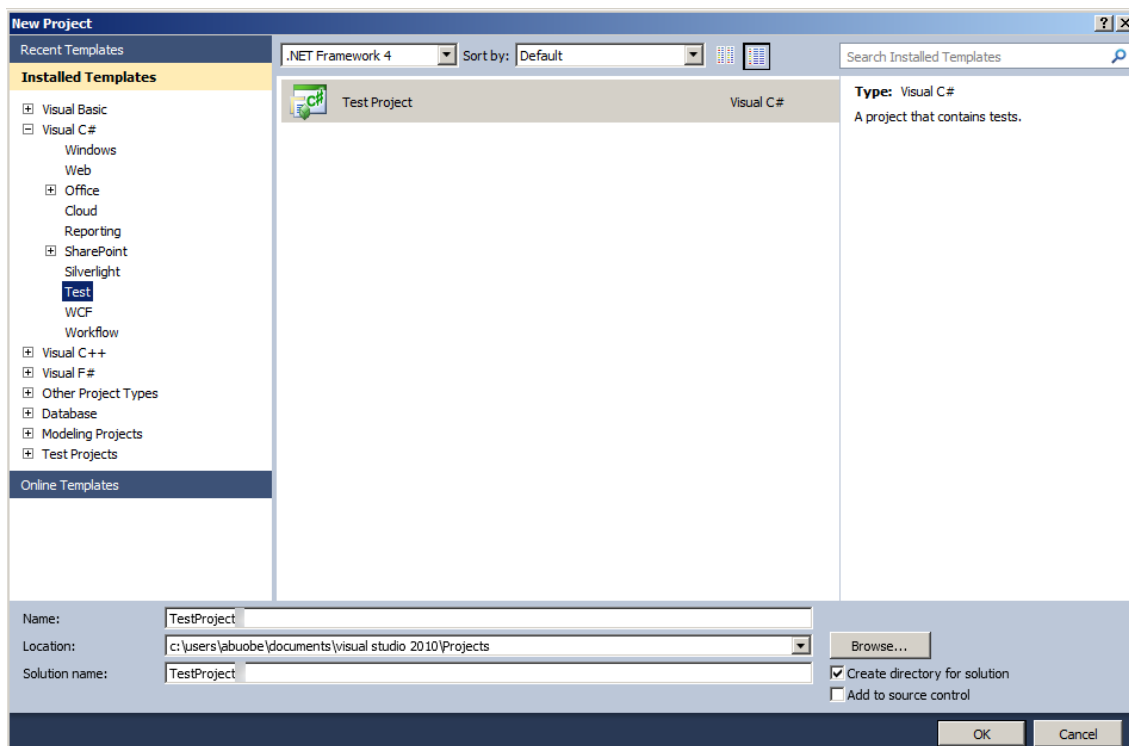 New Project
Recent Templates
.NET Framework 4 Sort by: Default
Search Installed Templates
Installed Templates
Visual Basic
Visual C#
Windows
Web
Office
Cloud
Reporting
SharePoint
Silverlight
Test
WCF
Workflow
Visual C++
Visual F#
Other Project Types
Database
Modeling Projects
Test Projects
Online Templates
Test Project Visual C#
Type: Visual C#
A project that contains tests.
Name: TestProject
Location: c:\users\abuobe\documents\visual studio 2010\Projects
Browse...
Solution name: TestProject
Create directory for solution
Add to source control
OK Cancel